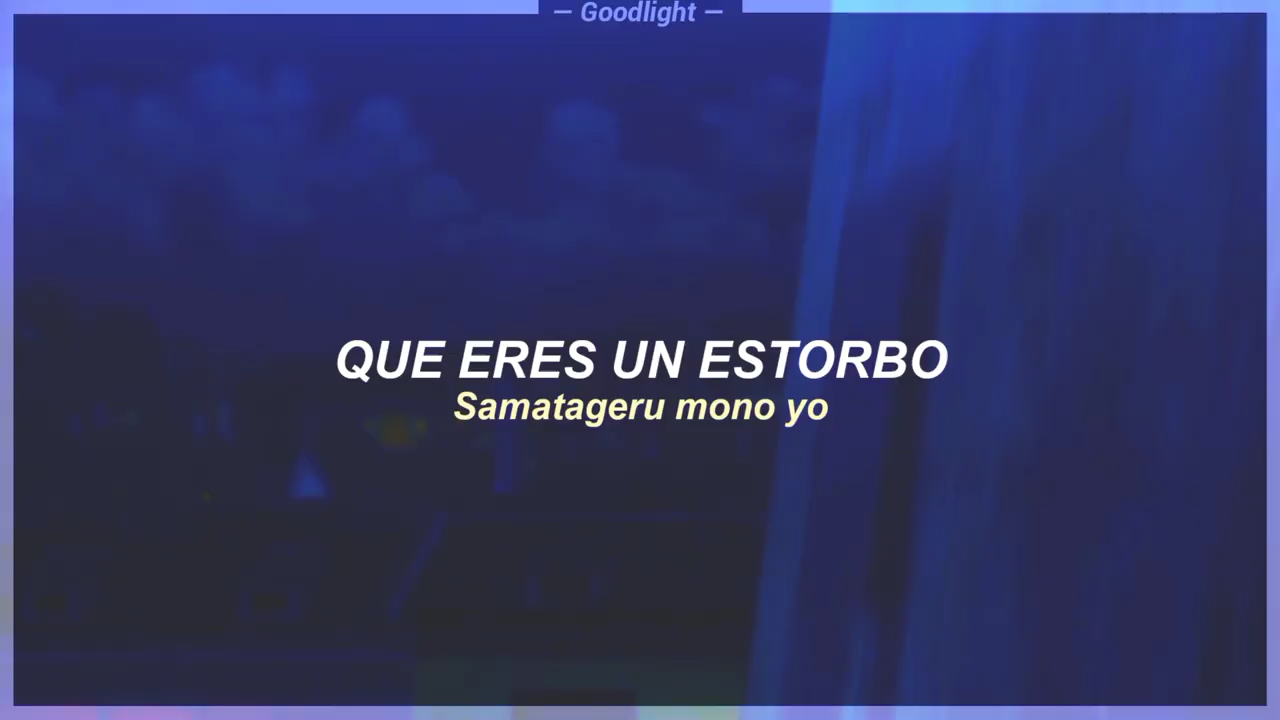 — Goodlight —
QUE ERES UN ESTORBO
Samatageru mono yo